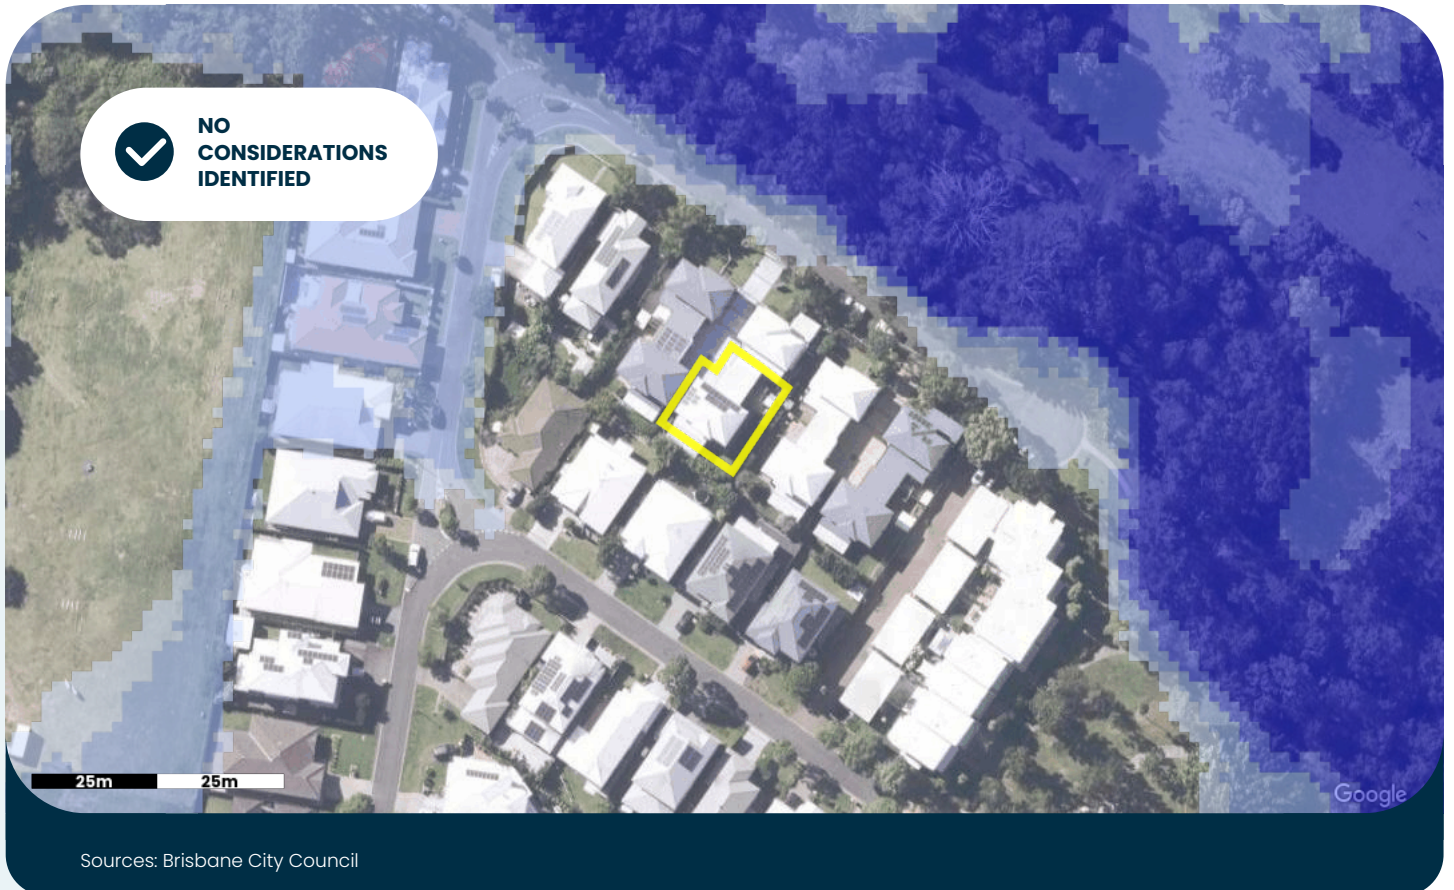 NO
CONSIDERATIONS
IDENTIFIED
25m 25m
Google
Sources: Brisbane City Council